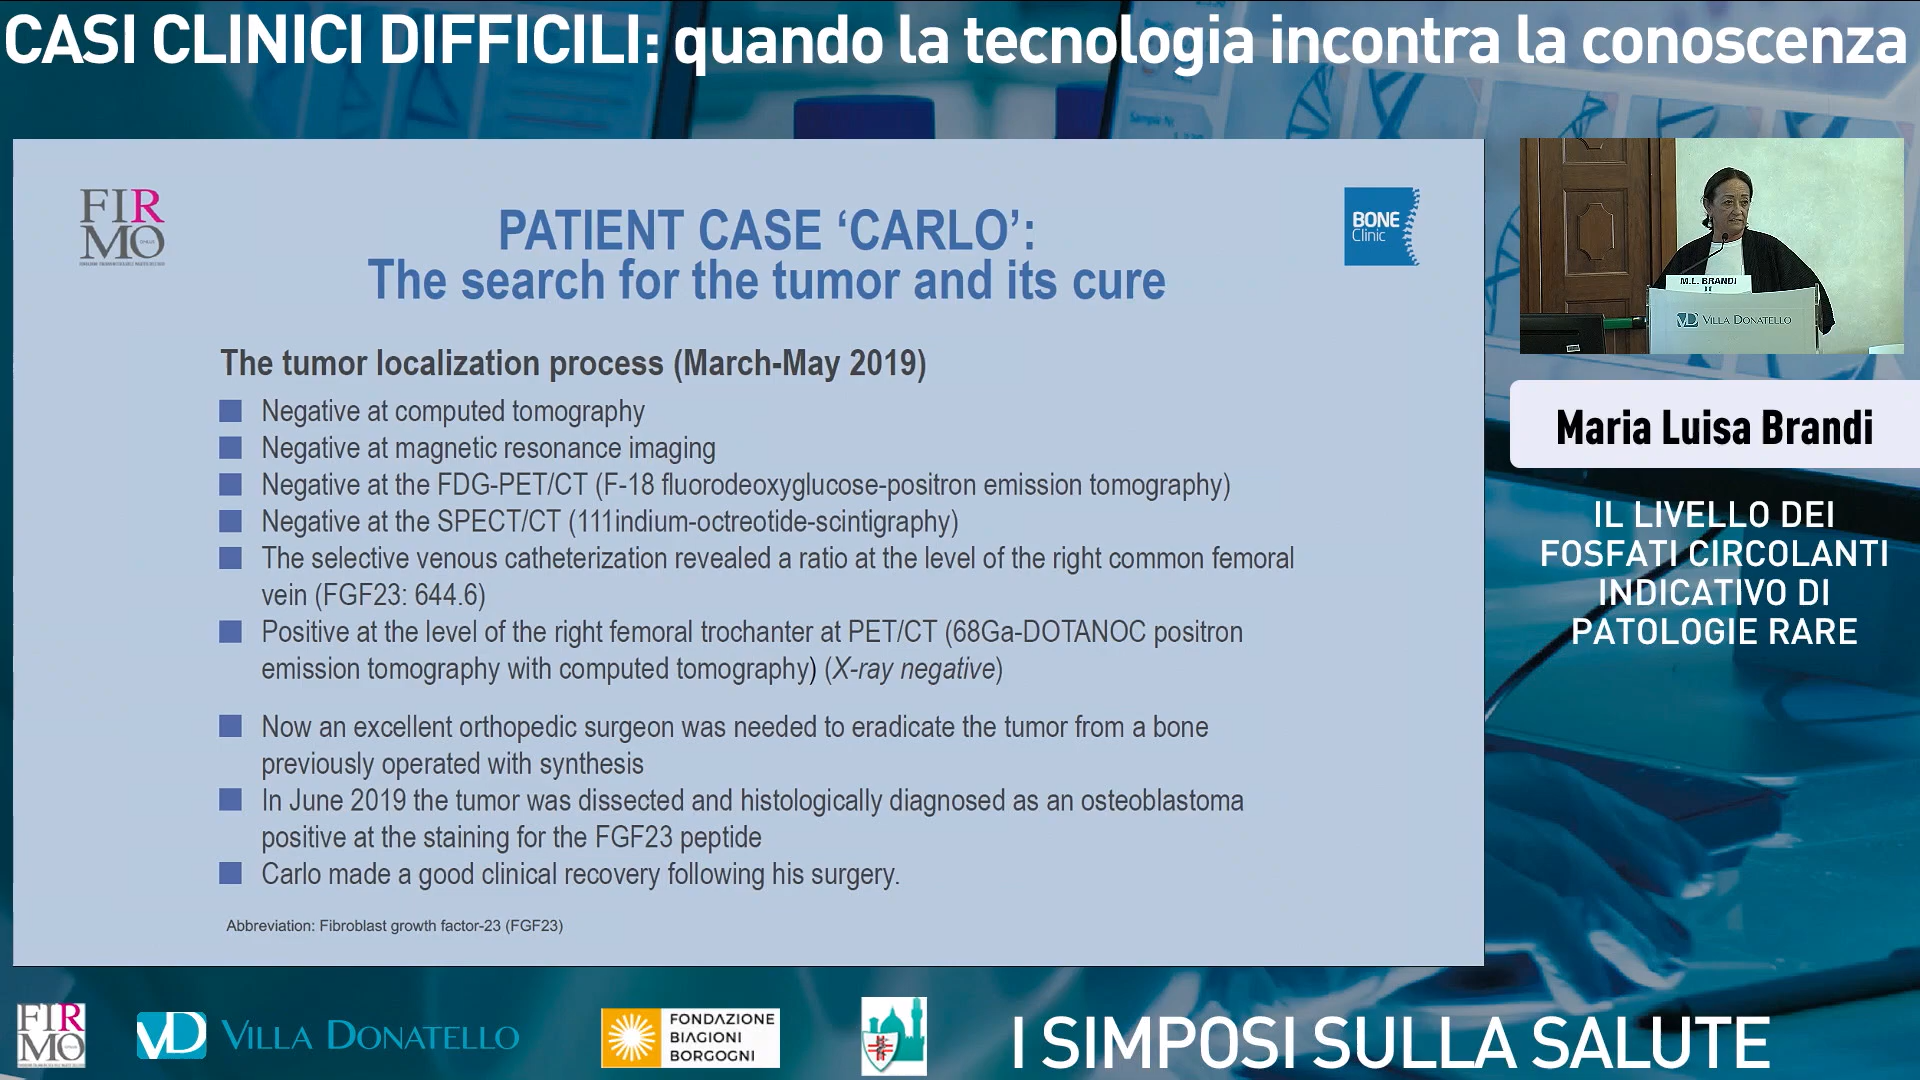 CASI CLINICI DIFFICILI: quando la tecnologia incontra la conoscenza
FIR
MO
BONE
Clinic
PATIENT CASE ‘CARLO’:
The search for the tumor and its cure
The tumor localization process (March-May 2019)
Negative at computed tomography
Negative at magnetic resonance imaging
Negative at the FDG-PET/CT (F-18 fluorodeoxyglucose-positron emission tomography)
Negative at the SPECT/CT (111indium-octreotide-scintigraphy)
The selective venous catheterization revealed a ratio at the level of the right common femoral
vein (FGF23: 644.6)
Positive at the level of the right femoral trochanter at PET/CT (68Ga-DOTANOC positron
emission tomography with computed tomography) (X-ray negative)
Now an excellent orthopedic surgeon was needed to eradicate the tumor from a bone
previously operated with synthesis
In June 2019 the tumor was dissected and histologically diagnosed as an osteoblastoma
positive at the staining for the FGF23 peptide
Carlo made a good clinical recovery following his surgery.
Abbreviation: Fibroblast growth factor-23 (FGF23)
M.L. BRANDI
VD VILLA DONATELLO
Maria Luisa Brandi
IL LIVELLO DEI
FOSFATI CIRCOLANTI
INDICATIVO DI
PATOLOGIE RARE
FIR
MO
VD VILLA DONATELLO
FONDAZIONE
BIAGIONI
BORGOGNI
I SIMPOSI SULLA SALUTE